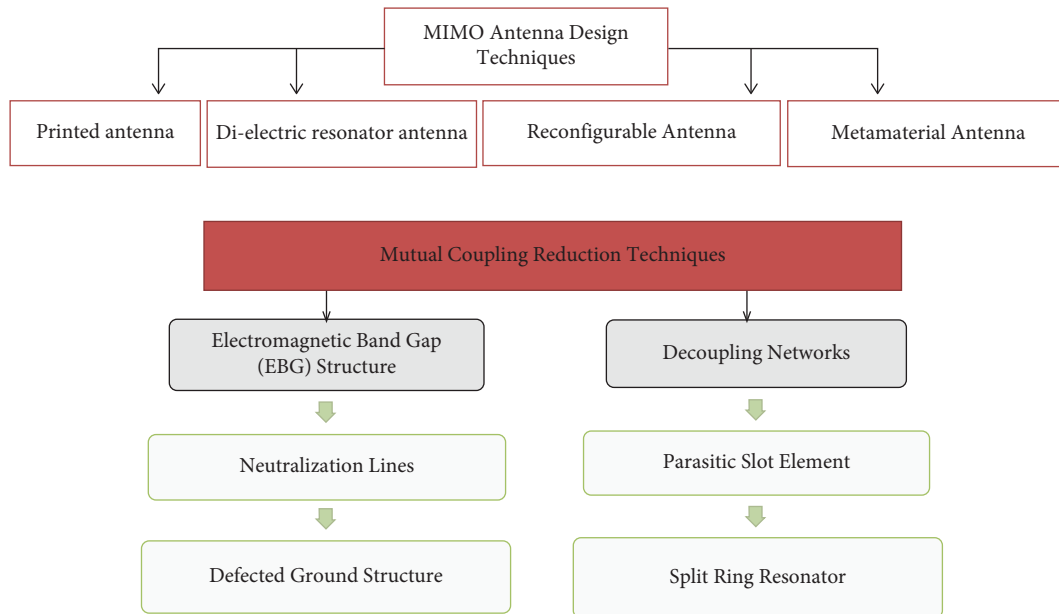 MIMO Antenna Design
Techniques
Printed antenna
Di-electric resonator antenna
Reconfigurable Antenna
Metamaterial Antenna
Mutual Coupling Reduction Techniques
Electromagnetic Band Gap
(EBG) Structure
Decoupling Networks
Neutralization Lines
Parasitic Slot Element
Defected Ground Structure
Split Ring Resonator